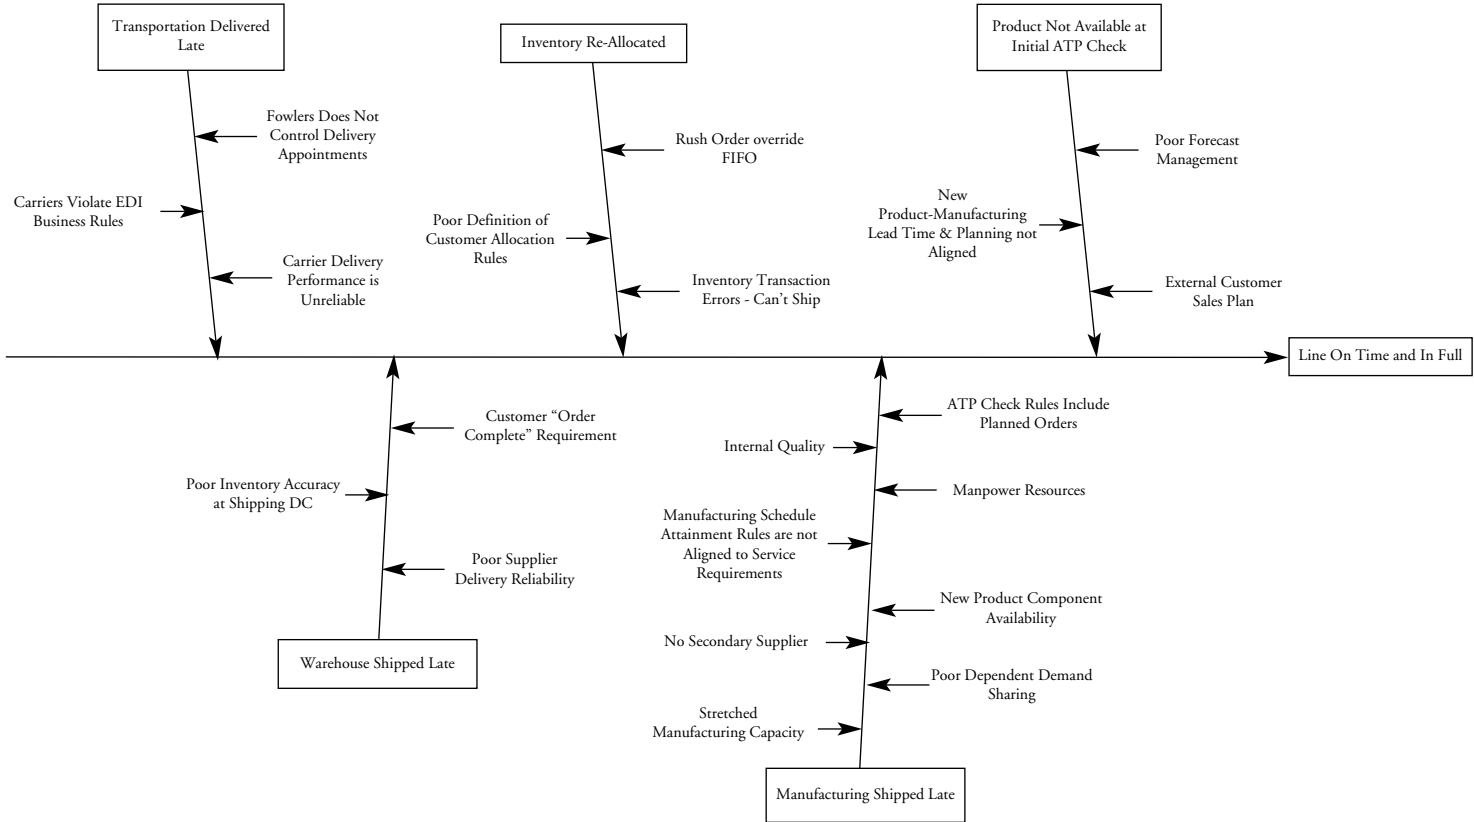 Transportation Delivered
Late
Fowlers Does Not
Control Delivery
Appointments
Carriers Violate EDI
Business Rules
Carrier Delivery
Performance is
Unreliable
Inventory Re-Allocated
Rush Order override
FIFO
Poor Definition of
Customer Allocation
Rules
Inventory Transaction
Errors - Can’t Ship
Product Not Available at
Initial ATP Check
Poor Forecast
Management
New
Product-Manufacturing
Lead Time & Planning not
Aligned
External Customer
Sales Plan
Line On Time and In Full
Customer “Order
Complete” Requirement
Poor Inventory Accuracy
at Shipping DC
Poor Supplier
Delivery Reliability
Warehouse Shipped Late
ATP Check Rules Include
Planned Orders
Internal Quality
Manpower Resources
Manufacturing Schedule
Attainment Rules are not
Aligned to Service
Requirements
New Product Component
Availability
No Secondary Supplier
Poor Dependent Demand
Sharing
Stretched
Manufacturing Capacity
Manufacturing Shipped Late